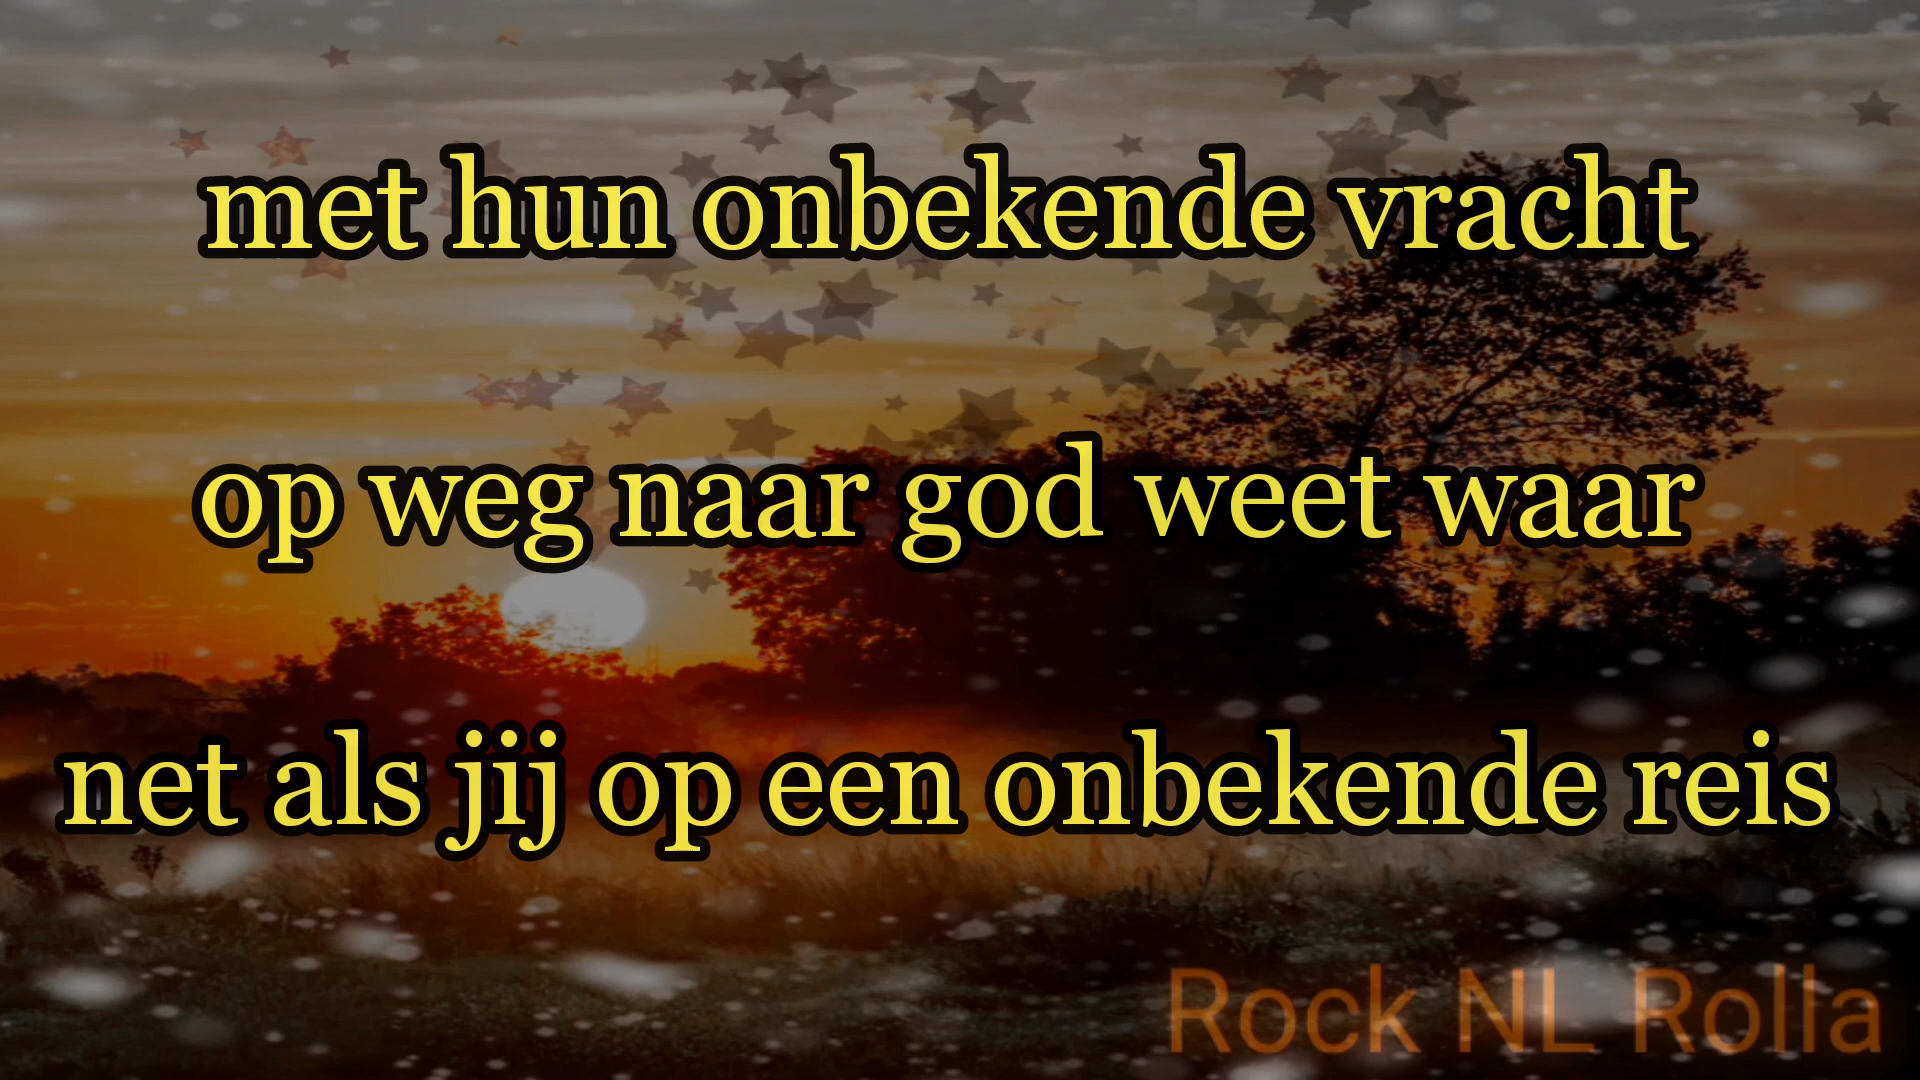 met hun onbekende vracht
op weg naar god weet waar
net als jij op een onbekende reis
Rock NL Rolla